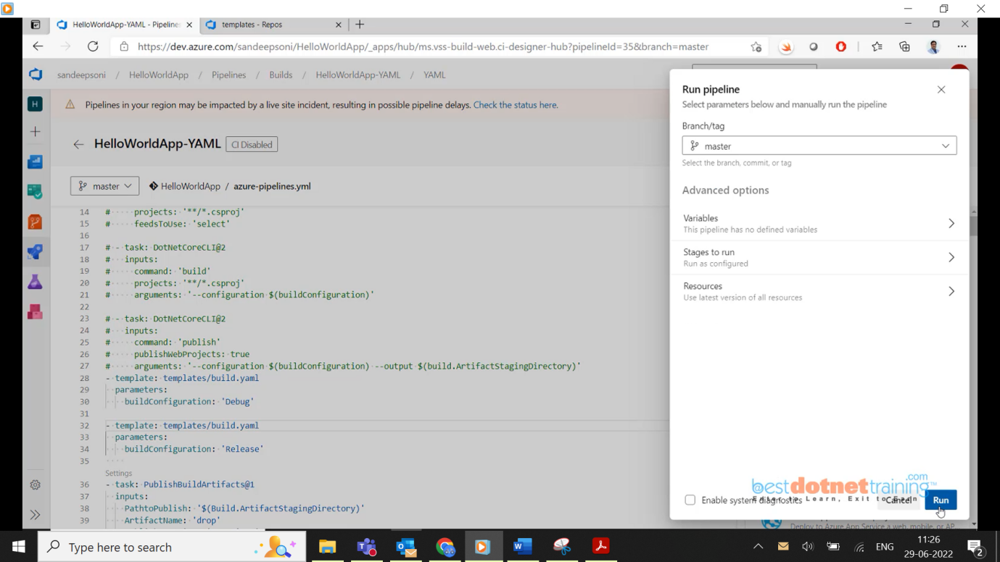 HelloWorldApp-YAML - Pipeline
templates - Repos
https://dev.azure.com/sandeepsoni/HelloWorldApp/_apps/hub/ms.vss-build-web.ci-designer-hub?pipelineId=35&branch=master
sandeepsoni / HelloWorldApp / Pipelines / Builds / HelloWorldApp-YAML / YAML
H
Pipelines in your region may be impacted by a live site incident, resulting in possible pipeline delays. Check the status here.
HelloWorldApp-YAML CI Disabled
master HelloWorldApp / azure-pipelines.yml
14 # projects: '**/*.csproj'
15 # feedsToUse: 'select'
16
17 # - task: DotNetCoreCLI@2
18 # inputs:
19 # command: 'build'
20 # projects: '**/*.csproj'
21 # arguments: '--configuration $(buildConfiguration)'
22
23 # - task: DotNetCoreCLI@2
24 # inputs:
25 # command: 'publish'
26 # publishWebProjects: true
27 # arguments: '--configuration $(buildConfiguration) --output $(build.ArtifactStagingDirectory)'
28 - template: templates/build.yaml
29 parameters:
30 buildConfiguration: 'Debug'
31
32 - template: templates/build.yaml
33 parameters:
34 buildConfiguration: 'Release'
35
Settings
36 - task: PublishBuildArtifacts@1
37 inputs:
38 PathtoPublish: '$(Build.ArtifactStagingDirectory)'
39 ArtifactName: 'drop'
Run pipeline
Select parameters below and manually run the pipeline
Branch/tag
master
Select the branch, commit, or tag
Advanced options
Variables
This pipeline has no defined variables
Stages to run
Run as configured
Resources
Use latest version of all resources
bestdotnettraining.com™
Enter to Learn, Exit to Earn
Enable system diagnostics
Cancel
Run
Deploy to Azure App Service a web, mobile, or AP
Type here to search
ENG
11:26
29-06-2022
2